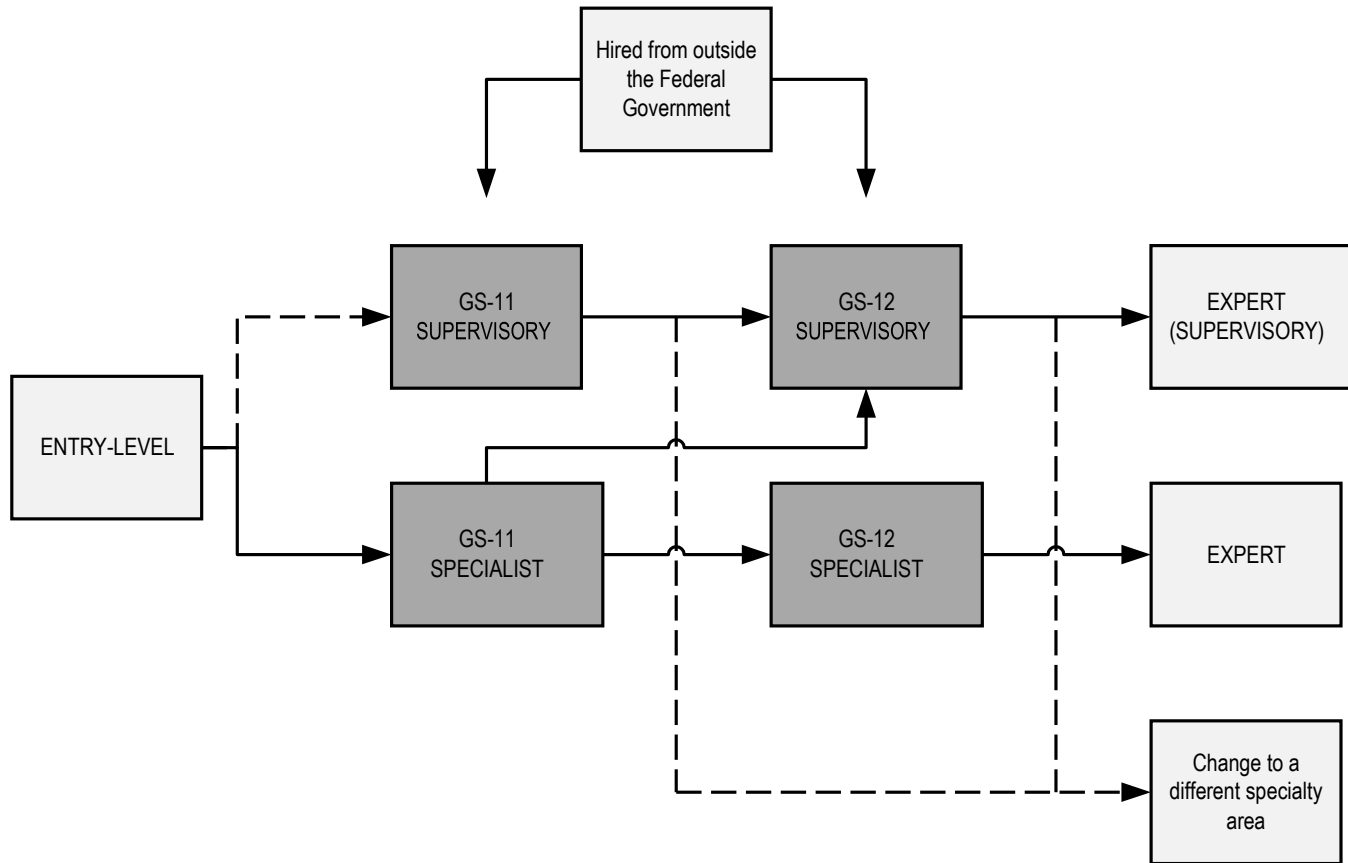 Hired from outside
the Federal
Government
GS-11
SUPERVISORY
GS-12
SUPERVISORY
EXPERT
(SUPERVISORY)
ENTRY-LEVEL
GS-11
SPECIALIST
GS-12
SPECIALIST
EXPERT
Change to a
different specialty
area